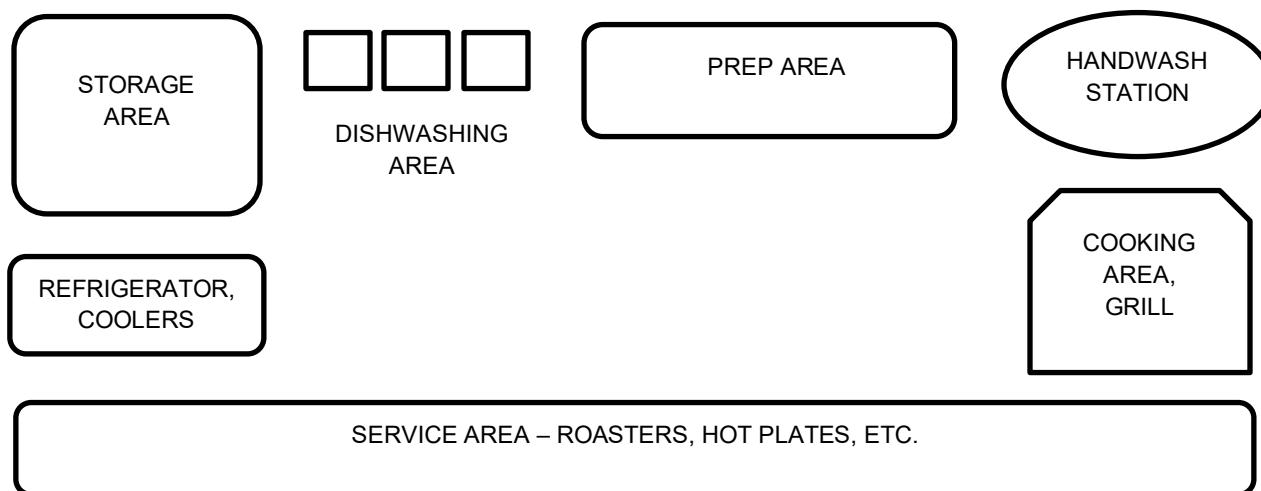 STORAGE
AREA
DISHWASHING
AREA
PREP AREA
HANDWASH
STATION
REFRIGERATOR,
COOLERS
COOKING
AREA,
GRILL
SERVICE AREA – ROASTERS, HOT PLATES, ETC.